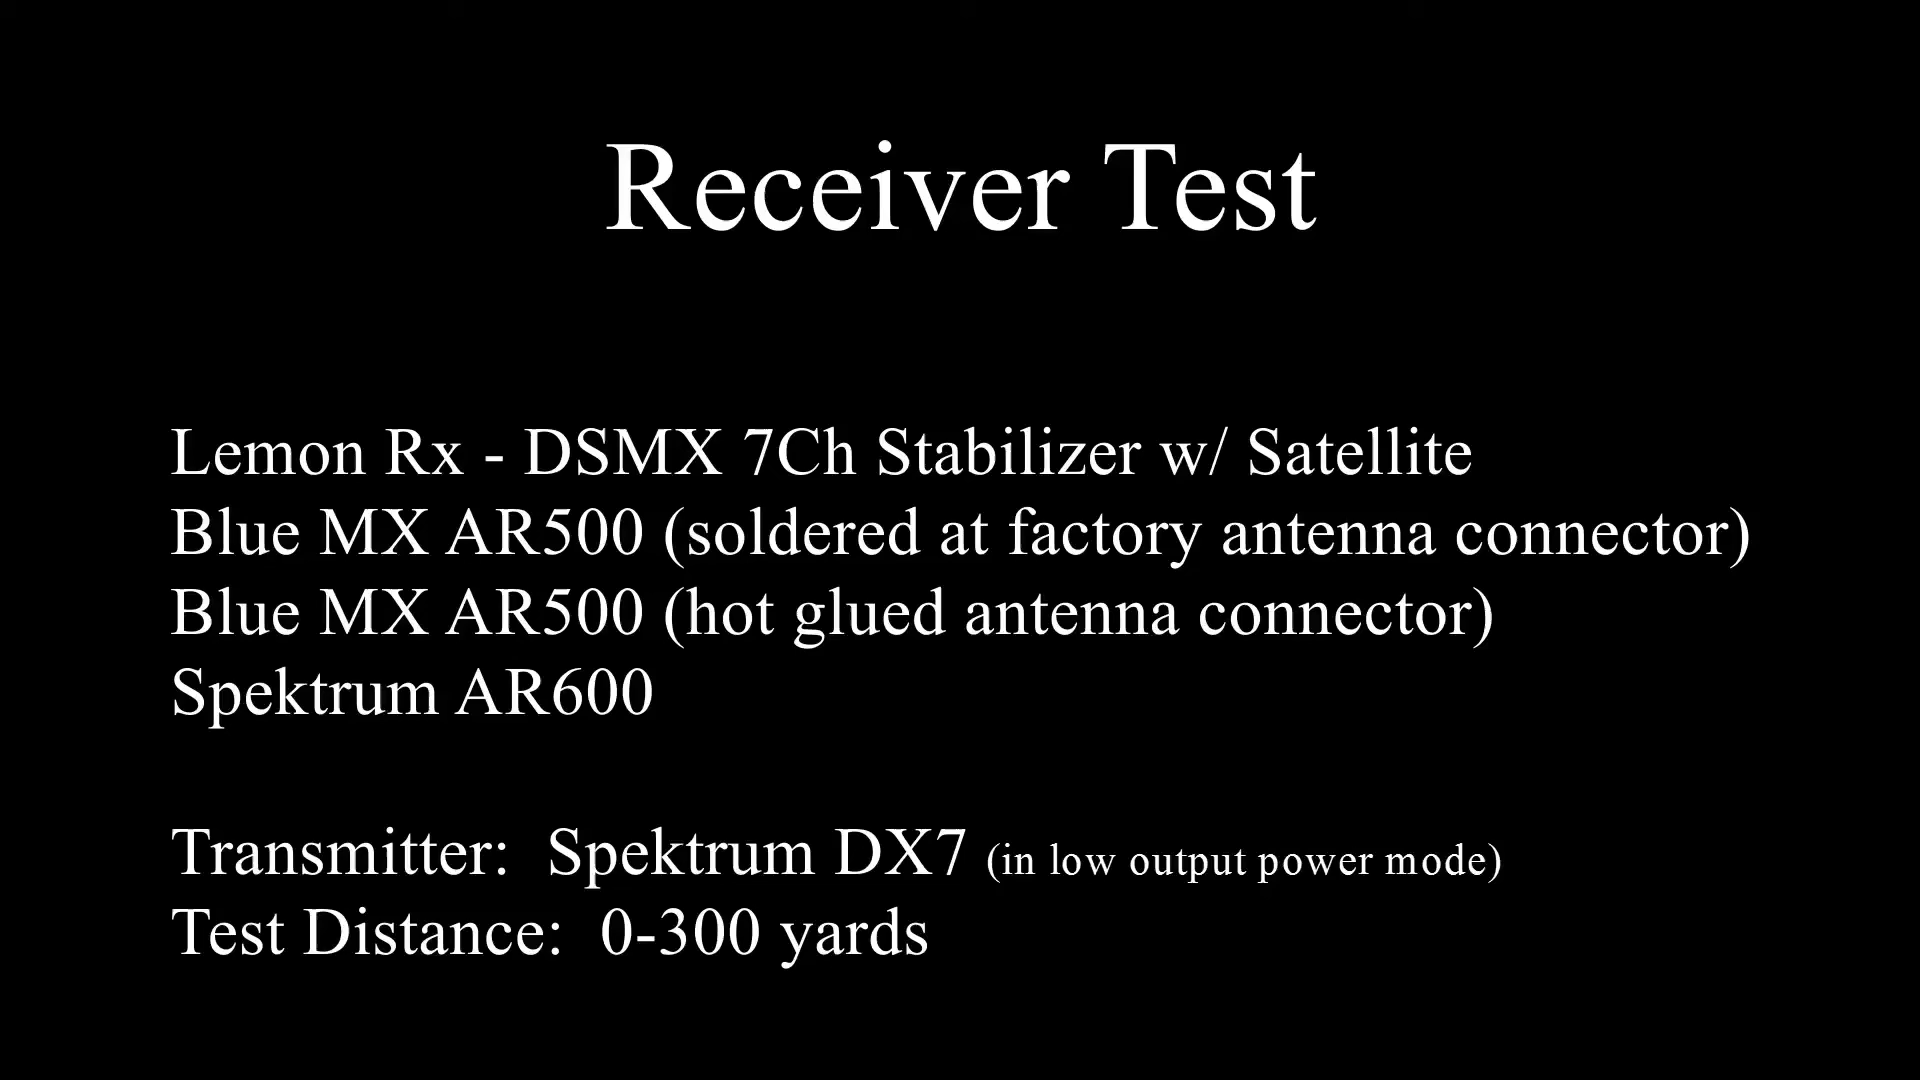 Receiver Test
Lemon Rx - DSMX 7Ch Stabilizer w/ Satellite
Blue MX AR500 (soldered at factory antenna connector)
Blue MX AR500 (hot glued antenna connector)
Spektrum AR600
Transmitter:  Spektrum DX7 (in low output power mode)
Test Distance:  0-300 yards